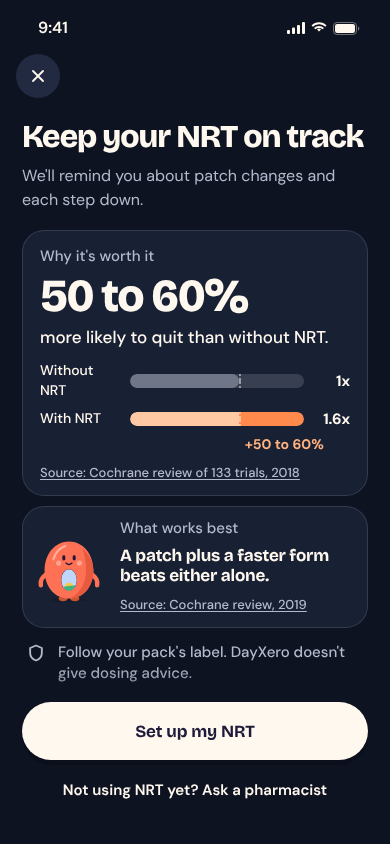 9:41
Keep your NRT on track
We'll remind you about patch changes and
each step down.
Why it's worth it
50 to 60%
more likely to quit than without NRT.
Without
NRT
1x
With NRT
1.6x
+50 to 60%
Source: Cochrane review of 133 trials, 2018
What works best
A patch plus a faster form
beats either alone.
Source: Cochrane review, 2019
Follow your pack's label. DayXero doesn't
give dosing advice.
Set up my NRT
Not using NRT yet? Ask a pharmacist